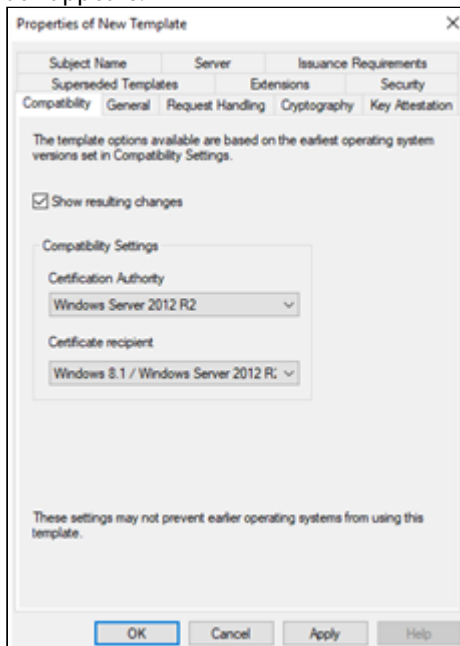 Properties of New Template
Subject Name Server Issuance Requirements
Superseded Templates Extensions Security
Compatibility General Request Handling Cryptography Key Attestation
The template options available are based on the earliest operating system
versions set in Compatibility Settings.
Show resulting changes
Compatibility Settings
Certification Authority
Windows Server 2012 R2
Certificate recipient
Windows 8.1 / Windows Server 2012 R
These settings may not prevent earlier operating systems from using this
template.
OK Cancel Apply Help